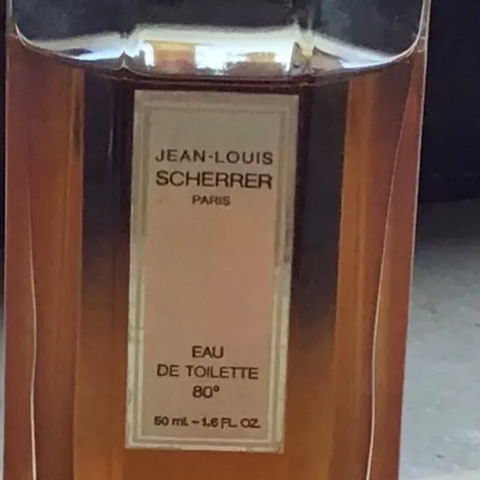 JEAN-LOUIS
SCHERRER
PARIS
EAU
DE TOILETTE
80°
50 ml. - 1.6 FL. OZ.